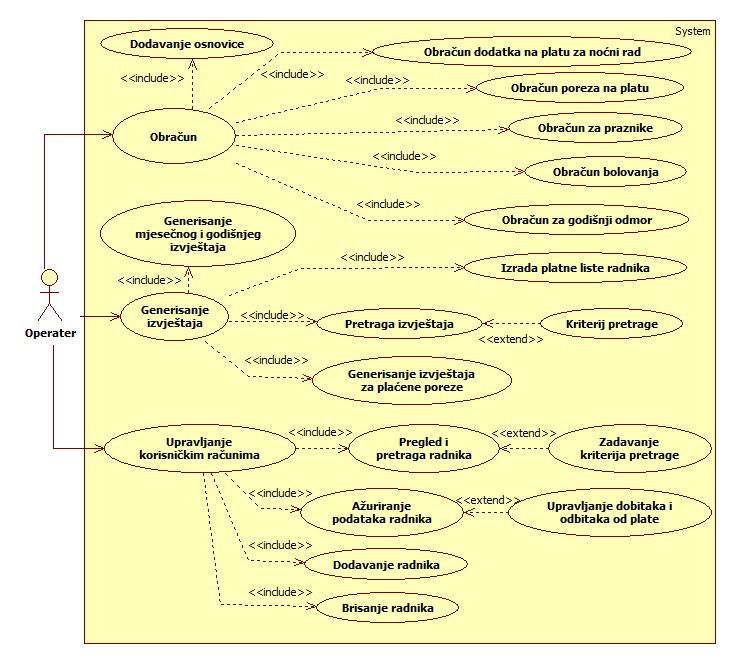 System
Dodavanje osnovice
<<include>>
<<include>>
Obračun dodatka na platu za noćni rad
<<include>>
Obračun poreza na platu
Obračun
<<include>>
Obračun za praznike
<<include>>
Obračun bolovanja
<<include>>
Obračun za godišnji odmor
Generisanje
mjesečnog i godišnjeg
izvještaja
<<include>>
<<include>>
Izrada platne liste radnika
Operater
Generisanje
izvještaja
<<include>>
Pretraga izvještaja
<<extend>>
Kriterij pretrage
<<include>>
Generisanje izvještaja
za plaćene poreze
Upravljanje
korisničkim računima
<<include>>
Pregled i
pretraga radnika
<<extend>>
Zadavanje
kriterija pretrage
<<include>>
Ažuriranje
podataka radnika
<<extend>>
Upravljanje dobitaka i
odbitaka od plate
<<include>>
Dodavanje radnika
<<include>>
Brisanje radnika